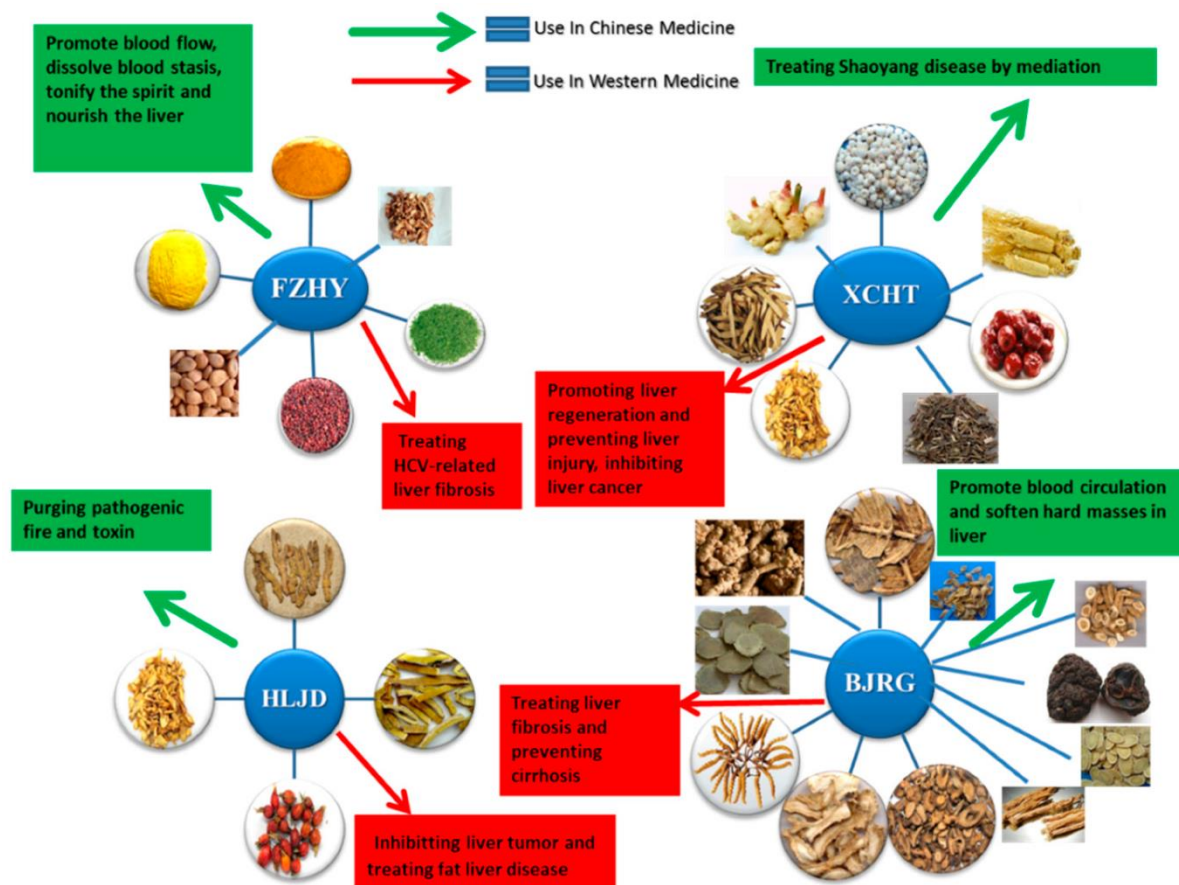 Promote blood flow,
dissolve blood stasis,
tonify the spirit and
nourish the liver
Use In Chinese Medicine
Use In Western Medicine
Treating Shaoyang disease by mediation
FZHY
XCHT
Treating
HCV-related
liver fibrosis
Promoting liver
regeneration and
preventing liver
injury, inhibiting
liver cancer
Purging pathogenic
fire and toxin
Promote blood circulation
and soften hard masses in
liver
HLJD
BJRG
Treating liver
fibrosis and
preventing
cirrhosis
Inhibitting liver tumor and
treating fat liver disease